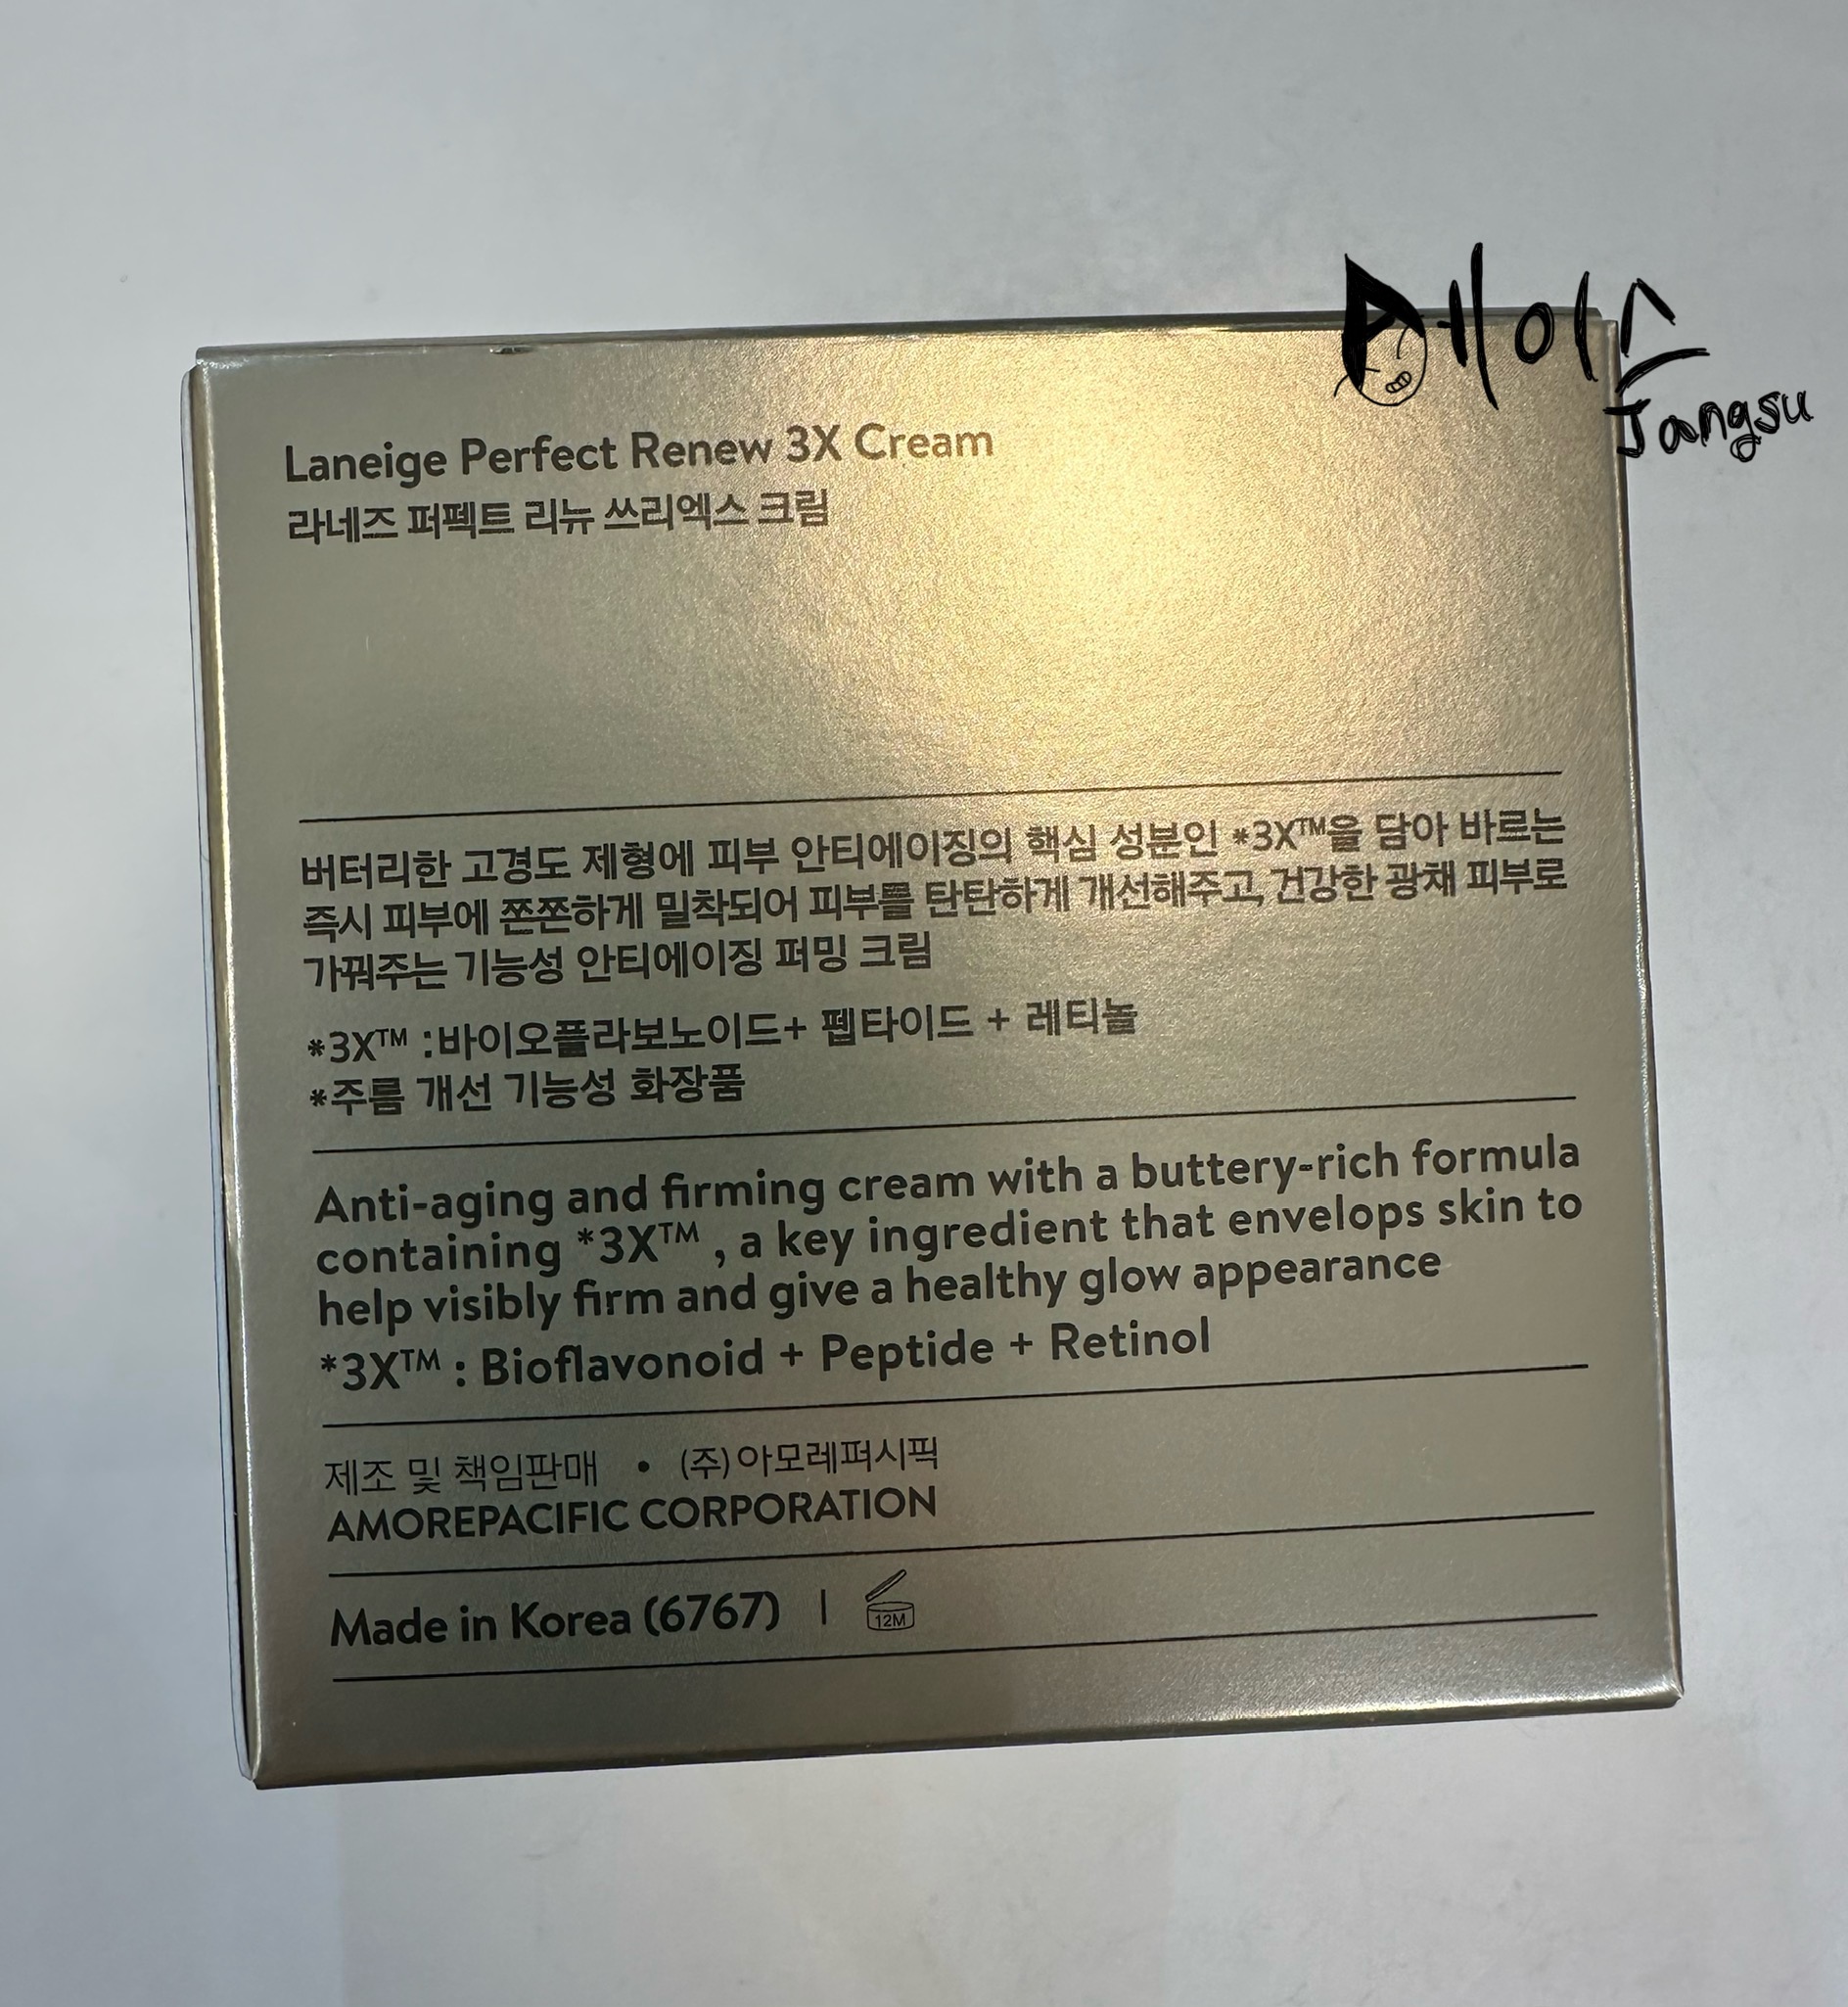 Laneige Perfect Renew 3X Cream
라네즈 퍼펙트 리뉴 쓰리엑스 크림
버터리한 고경도 제형에 피부 안티에이징의 핵심 성분인 *3X™을 담아 바르는
즉시 피부에 쫀쫀하게 밀착되어 피부를 탄탄하게 개선해주고, 건강한 광채 피부로
가꿔주는 기능성 안티에이징 퍼밍 크림
*3X™ :바이오플라보노이드+ 펩타이드 + 레티놀
*주름 개선 기능성 화장품
Anti-aging and firming cream with a buttery-rich formula
containing *3X™ , a key ingredient that envelops skin to
help visibly firm and give a healthy glow appearance
*3X™ : Bioflavonoid + Peptide + Retinol
제조 및 책임판매 • (주)아모레퍼시픽
AMOREPACIFIC CORPORATION
Made in Korea (6767) | 12M
Jangsu